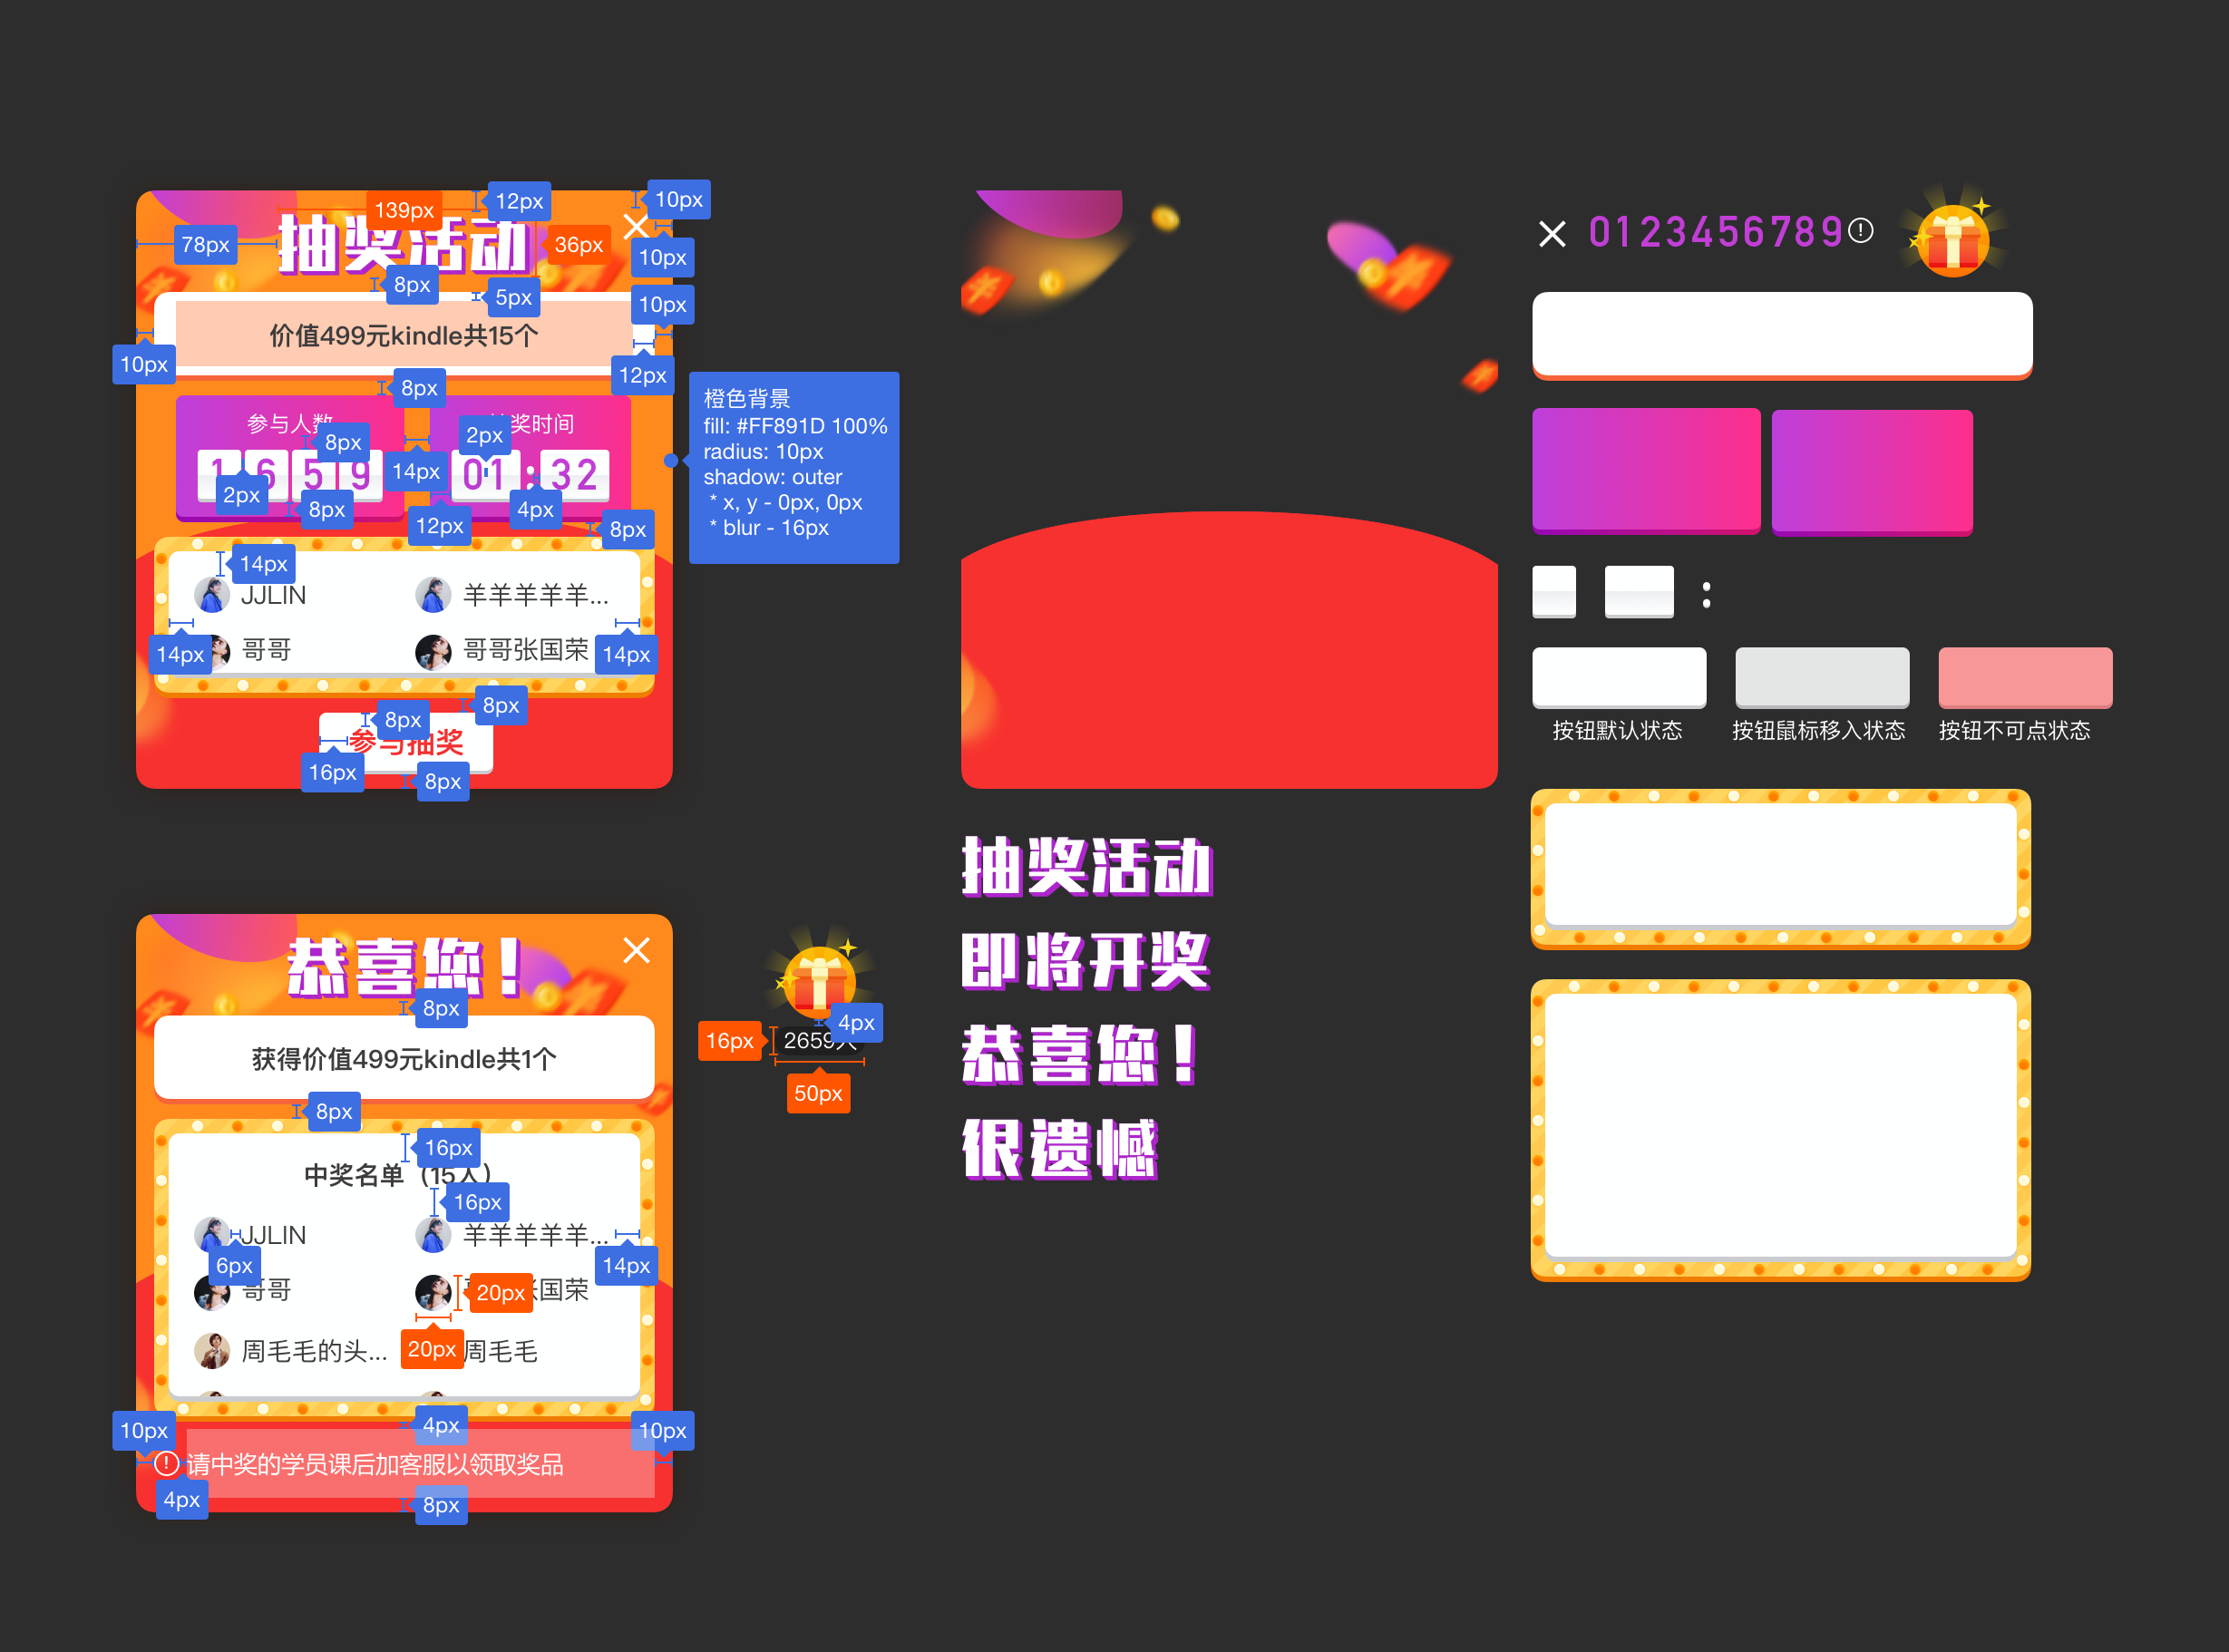 139px
12px
10px
78px
抽奖活动
36px
10px
8px
5px
10px
价值499元kindle共15个
10px
12px
8px
橙色背景
fill: #FF891D 100%
radius: 10px
shadow: outer
* x, y - 0px, 0px
* blur - 16px
参与人数
奖时间
8px
2px
14px
1659
01:32
2px
8px
12px
4px
8px
14px
JJLIN
羊羊羊羊羊...
14px
哥哥
哥哥张国荣
14px
8px
8px
参与抽奖
16px
8px
恭喜您!
8px
获得价值499元kindle共1个
8px
16px
中奖名单（15人）
16px
JJLIN
羊羊羊羊羊...
6px
14px
哥哥
张国荣
20px
周毛毛的头...
20px
周毛毛
10px
4px
10px
请中奖的学员课后加客服以领取奖品
4px
8px
4px
16px
2659人
50px
抽奖活动
即将开奖
恭喜您!
很遗憾
0123456789
:
按钮默认状态
按钮鼠标移入状态
按钮不可点状态